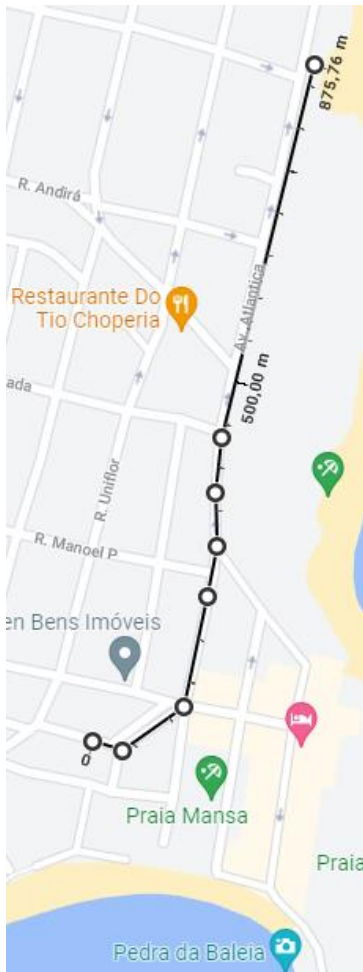 875,76 m
R. Andirá
Restaurante Do
Tio Choperia
Av. Atlantica
500,00 m
ada
R. Uniflor
R. Manoel P
en Bens Imóveis
0
Praia Mansa
Praia
Pedra da Baleia